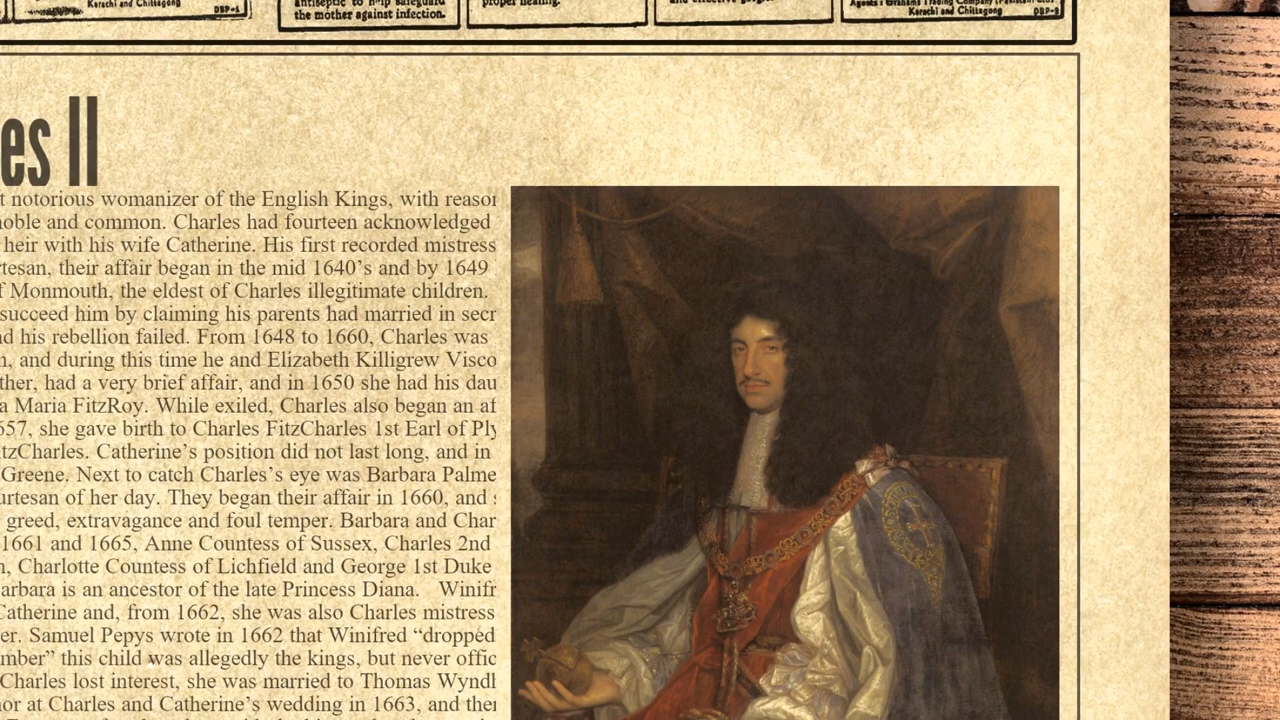 Karachi and Chittagong
DBP-1
antiseptic to help safeguard
the mother against infection.
proper healing.
Agents: Grahams Trading Company (Pakistan) Ltd.
Karachi and Chittagong
DBP-2
es II
t notorious womanizer of the English Kings, with reason
noble and common. Charles had fourteen acknowledged
heir with his wife Catherine. His first recorded mistress
rtesan, their affair began in the mid 1640’s and by 1649
f Monmouth, the eldest of Charles illegitimate children.
succeed him by claiming his parents had married in secr
nd his rebellion failed. From 1648 to 1660, Charles was
n, and during this time he and Elizabeth Killigrew Visco
ther, had a very brief affair, and in 1650 she had his dau
a Maria FitzRoy. While exiled, Charles also began an af
657, she gave birth to Charles FitzCharles 1st Earl of Ply
tzCharles. Catherine’s position did not last long, and in
Greene. Next to catch Charles’s eye was Barbara Palme
urtesan of her day. They began their affair in 1660, and
greed, extravagance and foul temper. Barbara and Char
1661 and 1665, Anne Countess of Sussex, Charles 2nd
n, Charlotte Countess of Lichfield and George 1st Duke
arbara is an ancestor of the late Princess Diana. Winifr
Catherine and, from 1662, she was also Charles mistress
er. Samuel Pepys wrote in 1662 that Winifred “dropped
mber” this child was allegedly the kings, but never offic
Charles lost interest, she was married to Thomas Wyndl
nor at Charles and Catherine’s wedding in 1663, and then